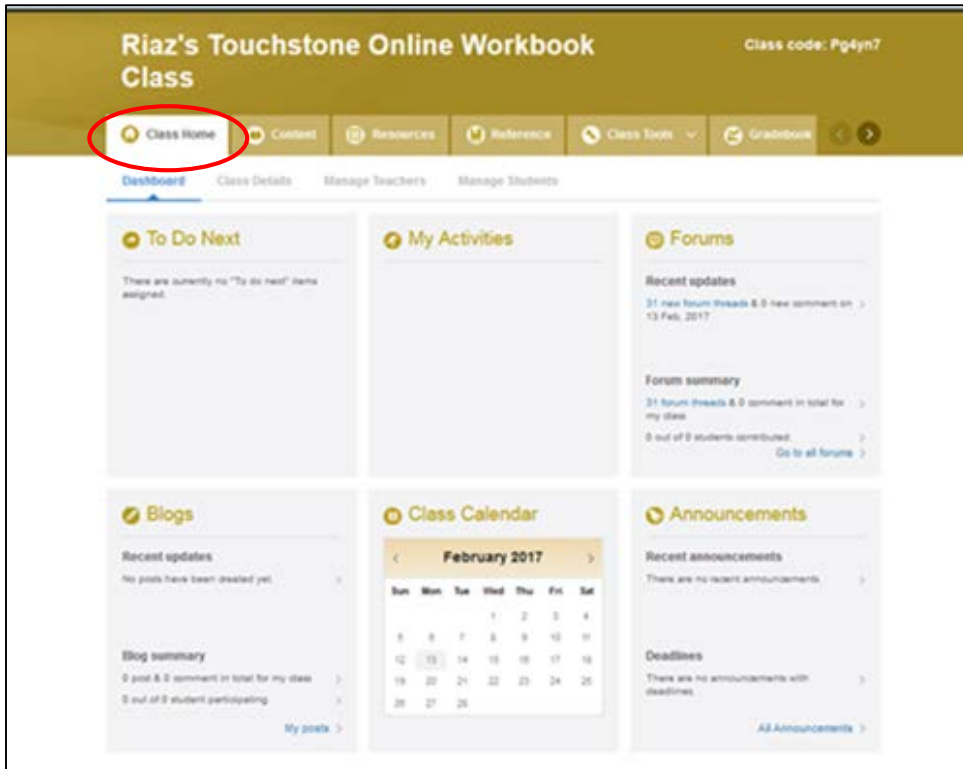 Riaz's Touchstone Online Workbook
Class
Class code: Pg4yn7
Class Home
Content
Resources
Reference
Class Tools
Gradebook
Dashboard
Class Details
Manage Teachers
Manage Students
To Do Next
There are currently no "To do next" items
assigned.
My Activities
Forums
Recent updates
31 new forum threads & 0 new comment on
13 Feb, 2017
Forum summary
31 forum threads & 0 comment in total for
my class
0 out of 0 students contributed.
Go to all forums
Blogs
Recent updates
No posts have been created yet.
Blog summary
0 post & 0 comment in total for my class
0 out of 0 student participating
My posts
Class Calendar
February 2017
Sun Mon Tue Wed Thu Fri Sat
1 2 3 4
5 6 7 8 9 10 11
12 13 14 15 16 17 18
19 20 21 22 23 24 25
26 27 28
Announcements
Recent announcements
There are no recent announcements.
Deadlines
There are no announcements with
deadlines.
All Announcements